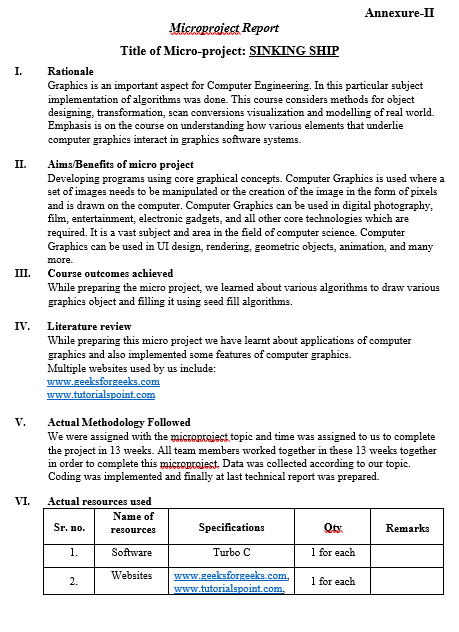 Annexure-II
Microproject Report
Title of Micro-project: SINKING SHIP
I. Rationale
Graphics is an important aspect for Computer Engineering. In this particular subject
implementation of algorithms was done. This course considers methods for object
designing, transformation, scan conversions visualization and modelling of real world.
Emphasis is on the course on understanding how various elements that underlie
computer graphics interact in graphics software systems.
II. Aims/Benefits of micro project
Developing programs using core graphical concepts. Computer Graphics is used where a
set of images needs to be manipulated or the creation of the image in the form of pixels
and is drawn on the computer. Computer Graphics can be used in digital photography,
film, entertainment, electronic gadgets, and all other core technologies which are
required. It is a vast subject and area in the field of computer science. Computer
Graphics can be used in UI design, rendering, geometric objects, animation, and many
more.
III. Course outcomes achieved
While preparing the micro project, we learned about various algorithms to draw various
graphics object and filling it using seed fill algorithms.
IV. Literature review
While preparing this micro project we have learnt about applications of computer
graphics and also implemented some features of computer graphics.
Multiple websites used by us include:
www.geeksforgeeks.com
www.tutorialspoint.com
V. Actual Methodology Followed
We were assigned with the microproject topic and time was assigned to us to complete
the project in 13 weeks. All team members worked together in these 13 weeks together
in order to complete this microproject. Data was collected according to our topic.
Coding was implemented and finally at last technical report was prepared.
VI. Actual resources used
Sr. no. Name of resources Specifications Qty Remarks
1. Software Turbo C 1 for each
2. Websites www.geeksforgeeks.com, 1 for each
www.tutorialspoint.com,